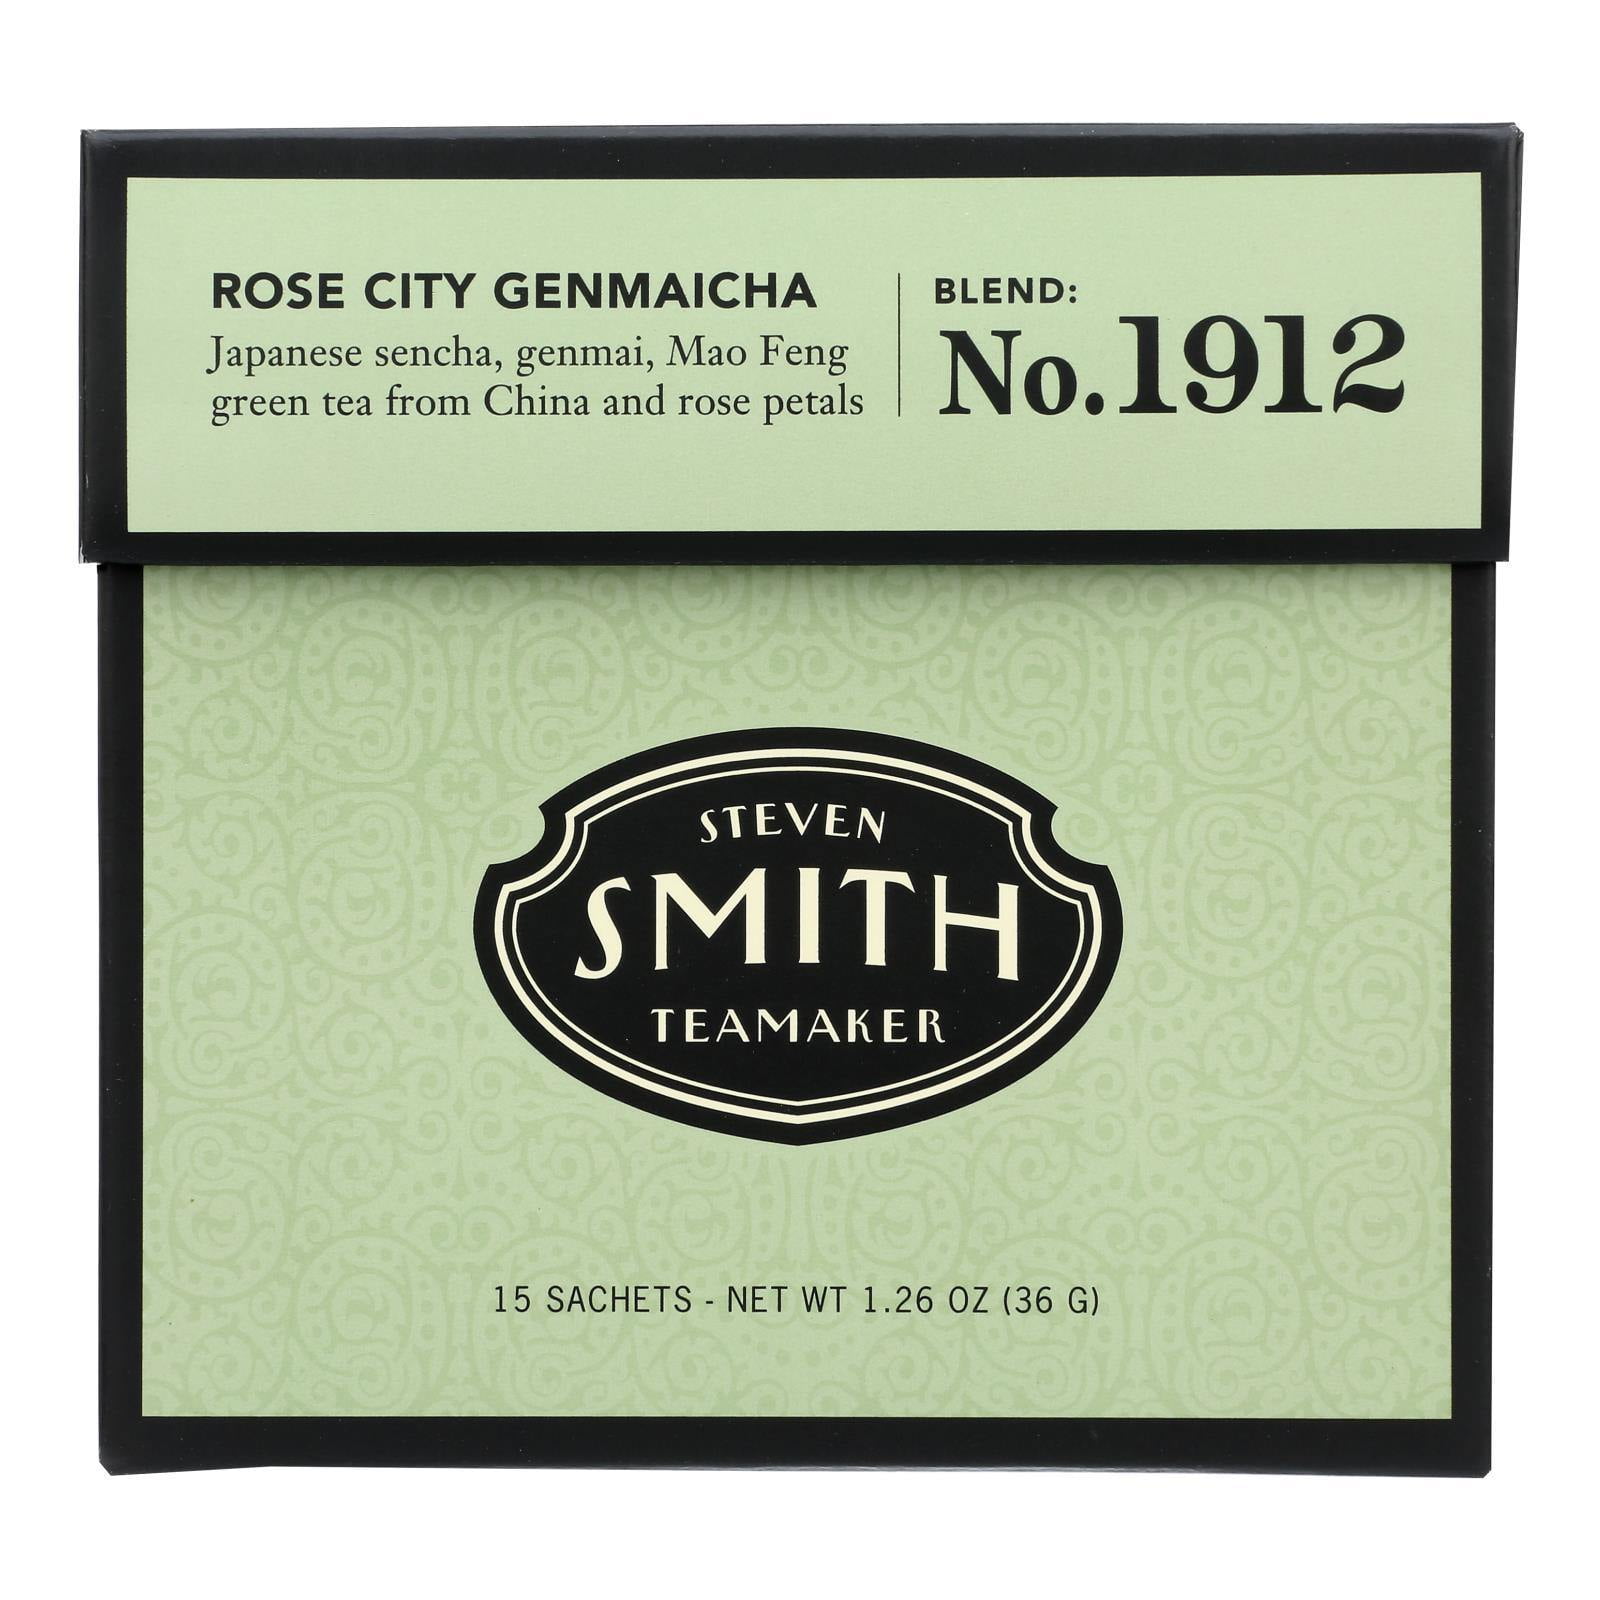 ROSE CITY GENMAICHA
Japanese sencha, genmai, Mao Feng
green tea from China and rose petals
BLEND:
No.1912
STEVEN
SMITH
TEAMAKER
15 SACHETS - NET WT 1.26 OZ (36 G)